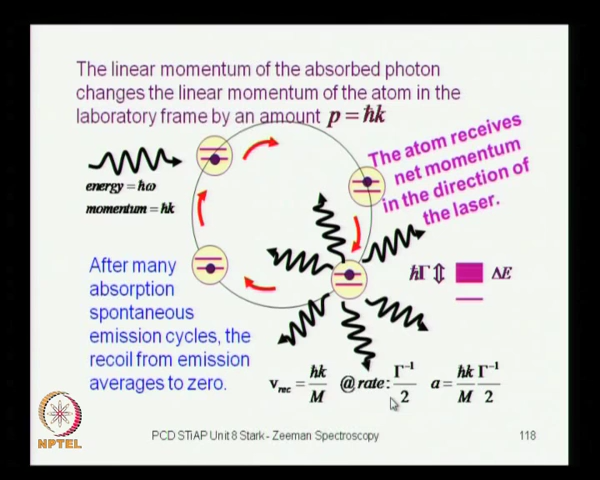 The linear momentum of the absorbed photon
changes the linear momentum of the atom in the
laboratory frame by an amount p = ħk
The atom receives
net momentum
in the direction of
the laser.
energy = ħω
momentum = ħk
After many
absorption
spontaneous
emission cycles, the
recoil from emission
averages to zero.
ħΓ⇕ ΔE
v_rec = ħk/M @ rate: Γ⁻¹/2 a = ħk/M Γ⁻¹/2
NPTEL
PCD STiAP Unit 8 Stark - Zeeman Spectroscopy
118